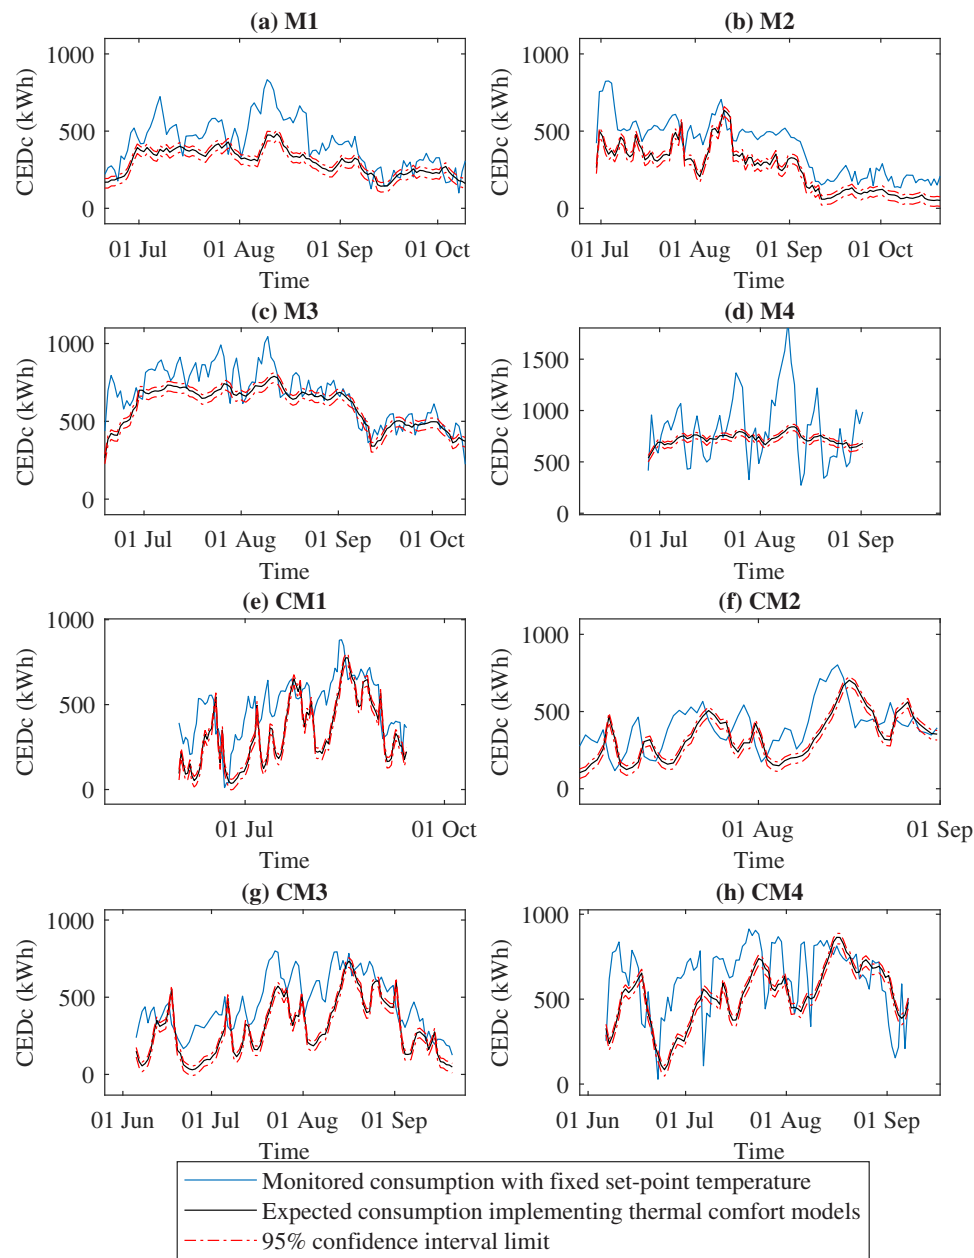 (a) M1
CEDc (kWh)
1000
500
0
01 Jul 01 Aug 01 Sep 01 Oct
Time
(b) M2
CEDc (kWh)
1000
500
0
01 Jul 01 Aug 01 Sep 01 Oct
Time
(c) M3
CEDc (kWh)
1000
500
0
01 Jul 01 Aug 01 Sep 01 Oct
Time
(d) M4
CEDc (kWh)
1500
1000
500
0
01 Jul 01 Aug 01 Sep
Time
(e) CM1
CEDc (kWh)
1000
500
0
01 Jul 01 Oct
Time
(f) CM2
CEDc (kWh)
1000
500
0
01 Aug 01 Sep
Time
(g) CM3
CEDc (kWh)
1000
500
0
01 Jun 01 Jul 01 Aug 01 Sep
Time
(h) CM4
CEDc (kWh)
1000
500
0
01 Jun 01 Jul 01 Aug 01 Sep
Time
Monitored consumption with fixed set-point temperature
Expected consumption implementing thermal comfort models
95% confidence interval limit